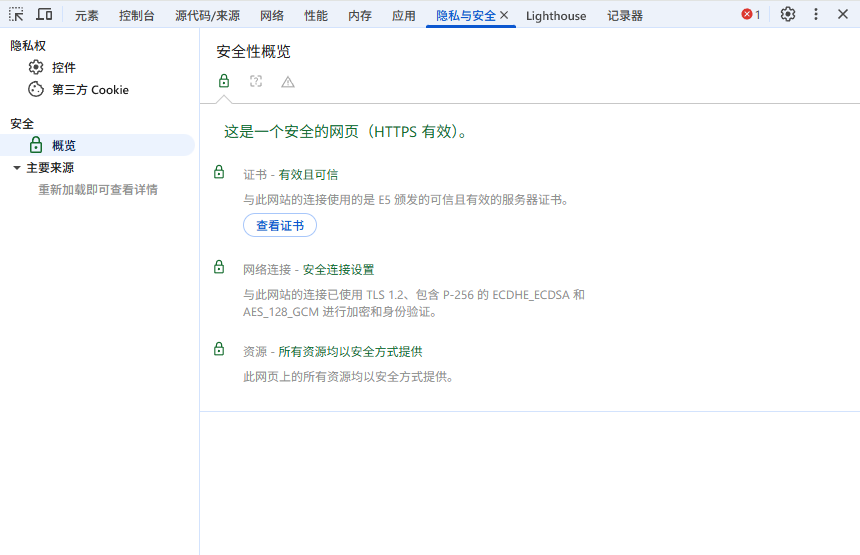 元素 控制台 源代码/来源 网络 性能 内存 应用 隐私与安全 Lighthouse 记录器 1
隐私权
控件
第三方 Cookie
安全
概览
主要来源
重新加载即可查看详情
安全性概览
这是一个安全的网页（HTTPS 有效）。
证书 - 有效且可信
与此网站的连接使用的是 E5 颁发的可信且有效的服务器证书。
查看证书
网络连接 - 安全连接设置
与此网站的连接已使用 TLS 1.2、包含 P-256 的 ECDHE_ECDSA 和
AES_128_GCM 进行加密和身份验证。
资源 - 所有资源均以安全方式提供
此网页上的所有资源均以安全方式提供。